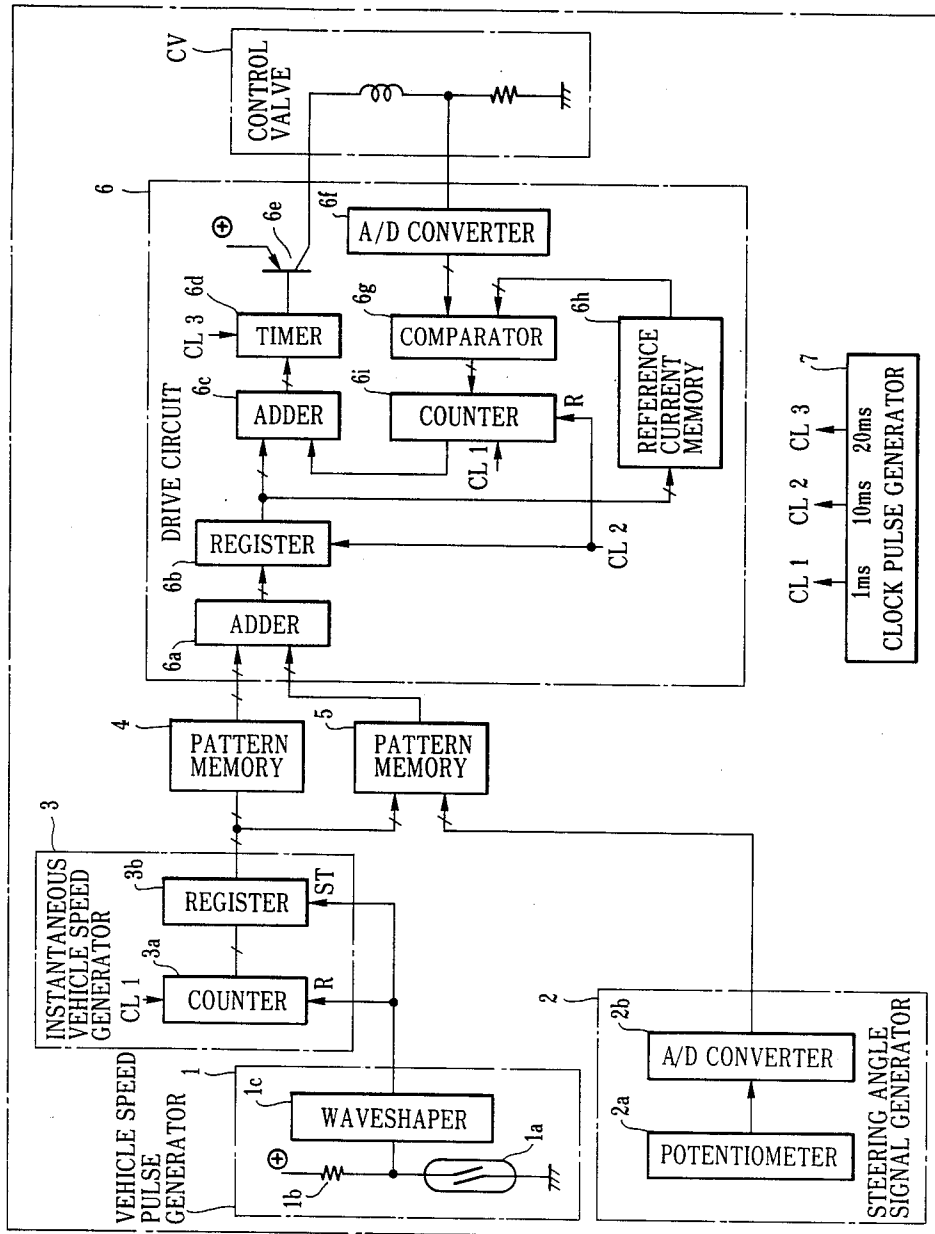 VEHICLE SPEED
PULSE
GENERATOR
1
⊕
1b
1c
WAVESHAPER
1a
INSTANTANEOUS
VEHICLE SPEED
GENERATOR
3
CL 1
3a
COUNTER
R
3b
REGISTER
ST
2
2a
POTENTIOMETER
2b
A/D CONVERTER
STEERING ANGLE
SIGNAL GENERATOR
4
PATTERN
MEMORY
5
PATTERN
MEMORY
DRIVE CIRCUIT
6
6a
ADDER
6b
REGISTER
CL 2
6c
ADDER
CL 3
6d
TIMER
⊕
6e
6i
COUNTER
CL 1
R
6g
COMPARATOR
6f
A/D CONVERTER
6h
REFERENCE
CURRENT
MEMORY
CONTROL
VALVE
CV
CL 1
CL 2
CL 3
7
1ms
10ms
20ms
CLOCK PULSE GENERATOR